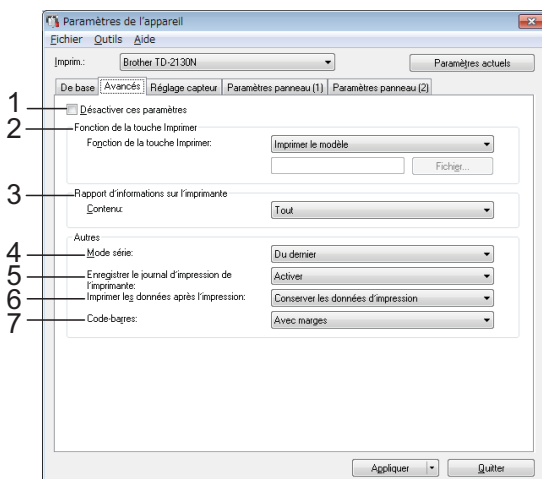 Paramètres de l'appareil
Fichier Outils Aide
Imprim.: Brother TD-2130N Paramètres actuels
De base Avancés Réglage capteur Paramètres panneau (1) Paramètres panneau (2)
1 Désactiver ces paramètres
2 Fonction de la touche Imprimer
Fonction de la touche Imprimer: Imprimer le modèle
Fichier...
3 Rapport d'informations sur l'imprimante
Contenu: Tout
Autres
4 Mode série: Du dernier
5 Enregistrer le journal d'impression de l'imprimante: Activer
6 Imprimer les données après l'impression: Conserver les données d'impression
7 Code-barres: Avec marges
Appliquer Quitter